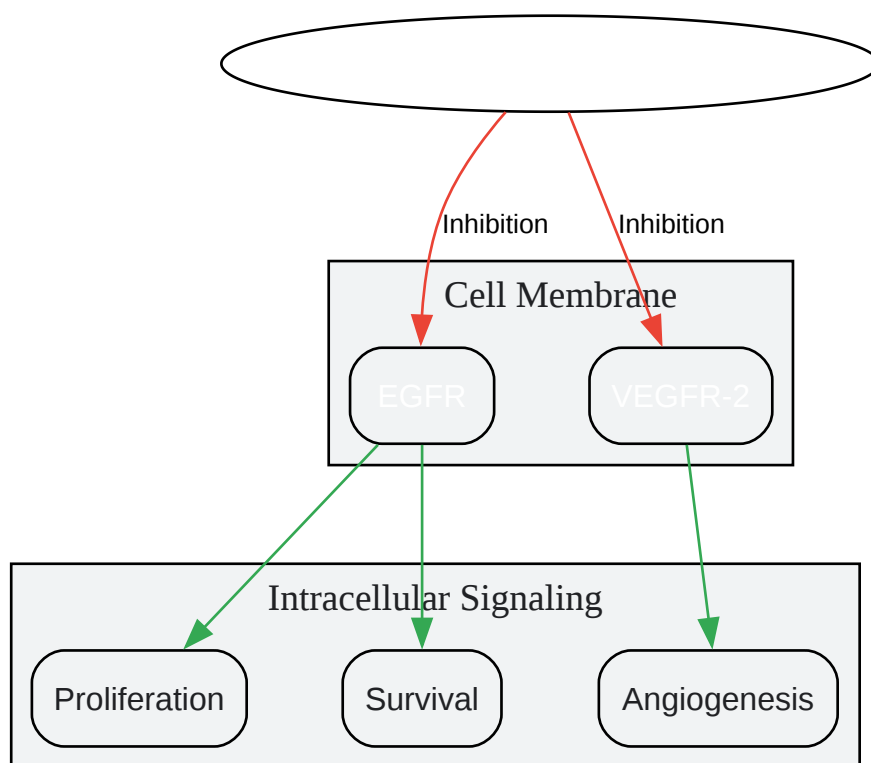 Inhibition Inhibition
Cell Membrane
EGFR VEGFR-2
Intracellular Signaling
Proliferation Survival Angiogenesis